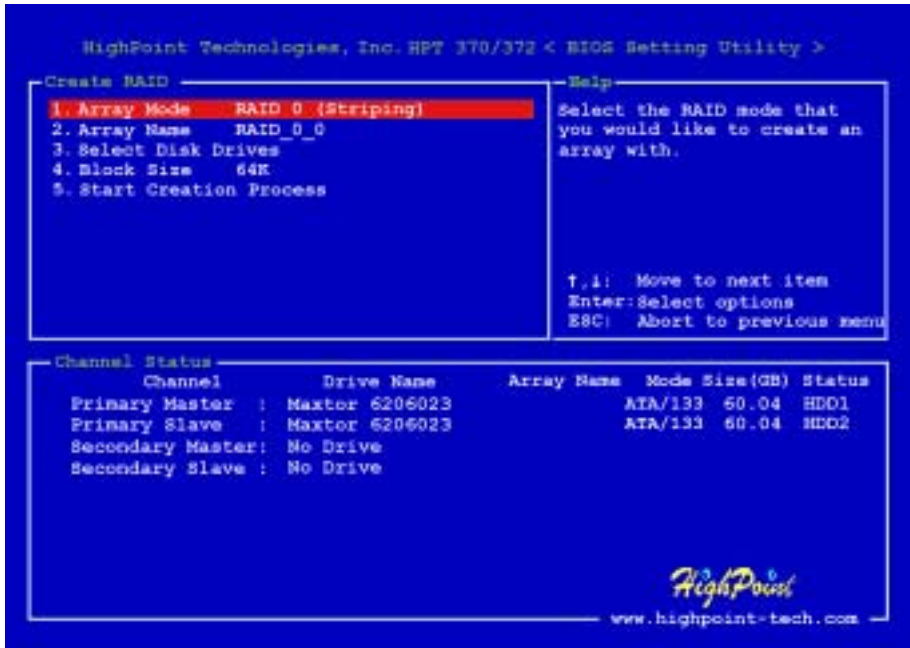 HighPoint Technologies, Inc. HPT 370/372 < BIOS Setting Utility >
Create RAID
1. Array Mode RAID 0 (Striping)
2. Array Name RAID_0_0
3. Select Disk Drives
4. Block Size 64K
5. Start Creation Process
Help
Select the RAID mode that
you would like to create an
array with.
↑,↓: Move to next item
Enter: Select options
ESC: Abort to previous menu
Channel Status
Channel Drive Name Array Name Mode Size(GB) Status
Primary Master : Maxtor 6206023 ATA/133 60.04 HDD1
Primary Slave : Maxtor 6206023 ATA/133 60.04 HDD2
Secondary Master: No Drive
Secondary Slave : No Drive
HighPoint
www.highpoint-tech.com